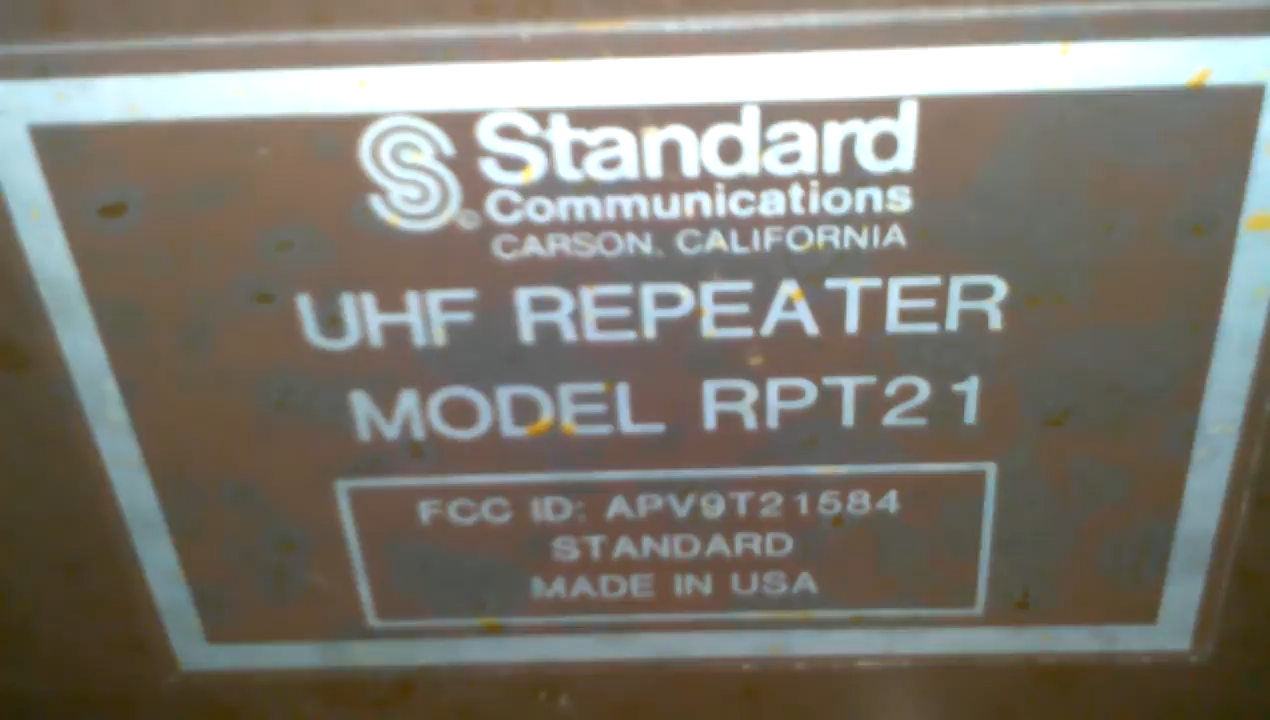 Standard
Communications
CARSON, CALIFORNIA
UHF REPEATER
MODEL RPT21
FCC ID: APV9T21584
STANDARD
MADE IN USA